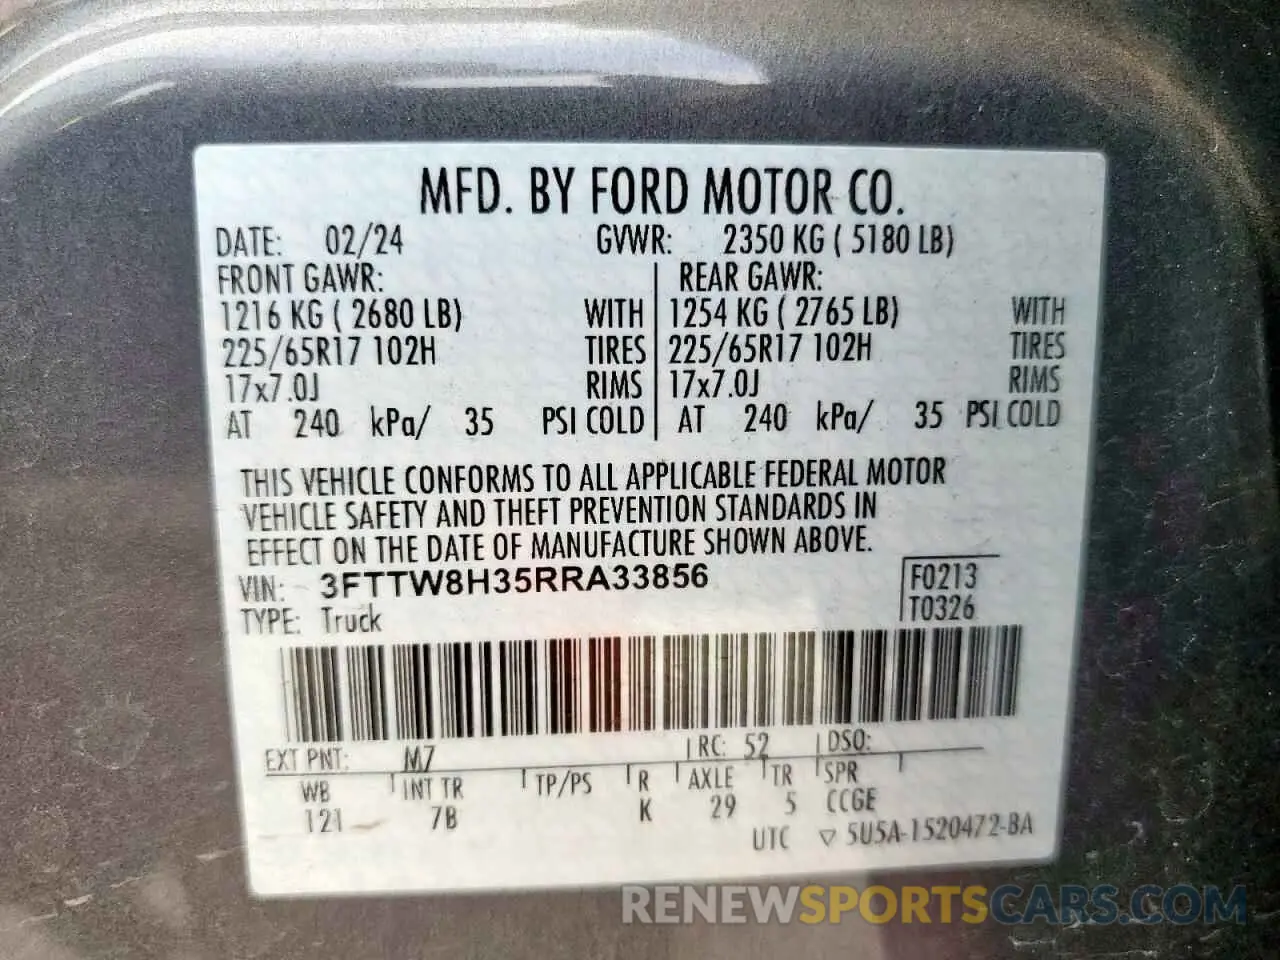 MFD. BY FORD MOTOR CO.
DATE: 02/24 GVWR: 2350 KG ( 5180 LB)
FRONT GAWR: REAR GAWR:
1216 KG ( 2680 LB) WITH 1254 KG ( 2765 LB) WITH
225/65R17 102H TIRES 225/65R17 102H TIRES
17x7.0J RIMS 17x7.0J RIMS
AT 240 kPa/ 35 PSI COLD AT 240 kPa/ 35 PSI COLD
THIS VEHICLE CONFORMS TO ALL APPLICABLE FEDERAL MOTOR
VEHICLE SAFETY AND THEFT PREVENTION STANDARDS IN
EFFECT ON THE DATE OF MANUFACTURE SHOWN ABOVE.
VIN: 3FTTW8H35RRA33856 F0213
TYPE: Truck T0326
EXT PNT: M7 RC: 52 DSO:
WB INT TR TP/PS R AXLE TR SPR
121 7B K 29 5 CCGE
UTC ▽ 5U5A-1520472-BA
RENEWSPORTSCARS.COM